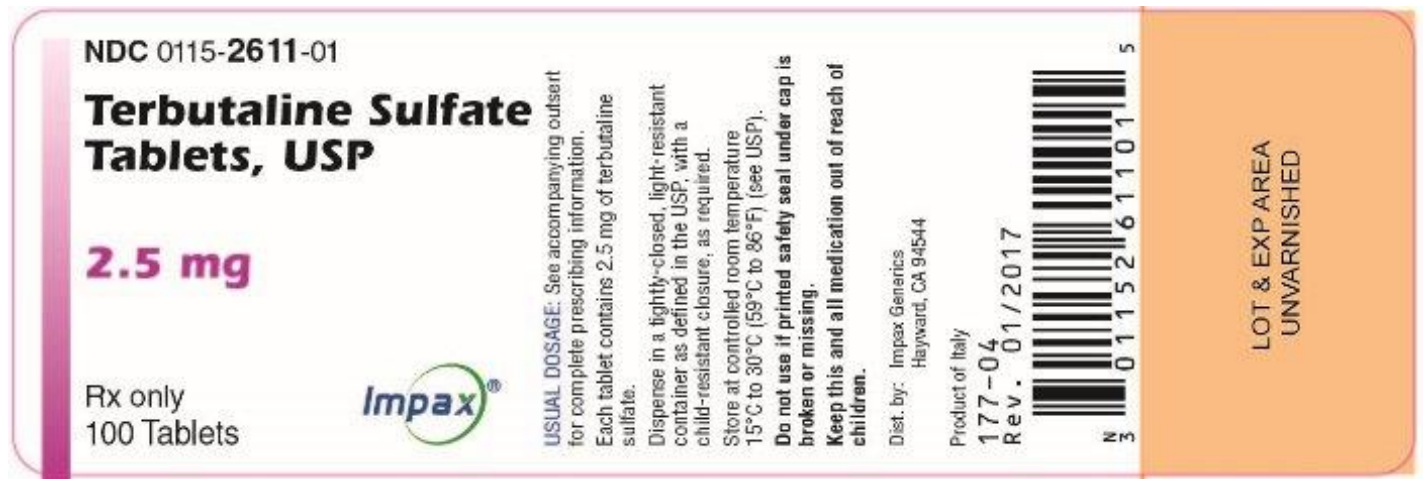 NDC 0115-2611-01
Terbutaline Sulfate
Tablets, USP
2.5 mg
Rx only
100 Tablets
Impax®
USUAL DOSAGE: See accompanying outsert
for complete prescribing information.
Each tablet contains 2.5 mg of terbutaline
sulfate.
Dispense in a tightly-closed, light-resistant
container as defined in the USP, with a
child-resistant closure, as required.
Store at controlled room temperature
15°C to 30°C (59°C to 86°F) (see USP).
Do not use if printed safety seal under cap is
broken or missing.
Keep this and all medication out of reach of
children.
Dist. by: Impax Generics
Hayward, CA 94544
Product of Italy
177-04
Rev. 01/2017
N
3 01152 61101 5
LOT & EXP AREA
UNVARNISHED